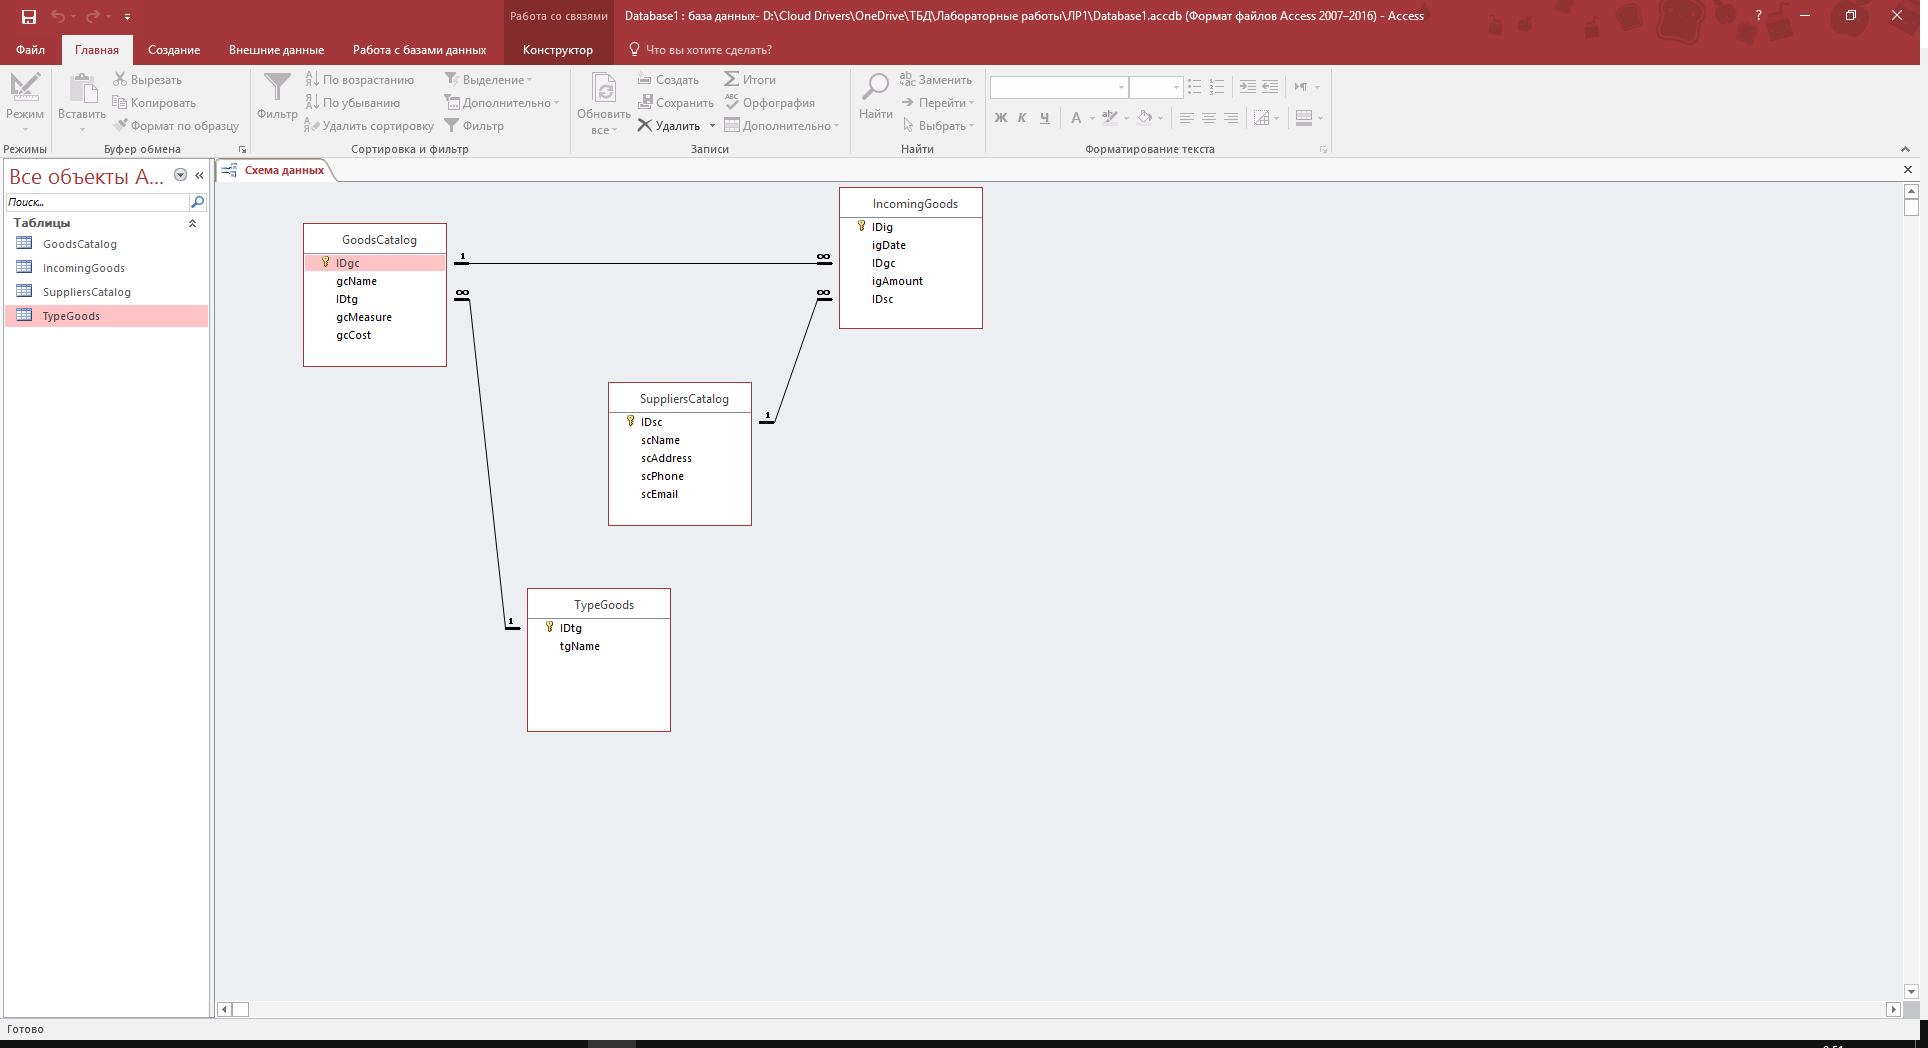 Работа со связями
Database1 : база данных- D:\Cloud Drivers\OneDrive\ТБД\Лабораторные работы\ЛР1\Database1.accdb (Формат файлов Access 2007–2016) - Access
?
Файл
Главная
Создание
Внешние данные
Работа с базами данных
Конструктор
Что вы хотите сделать?
Режим
Режимы
Вставить
Вырезать
Копировать
Формат по образцу
Буфер обмена
Фильтр
По возрастанию
По убыванию
Удалить сортировку
Выделение
Дополнительно
Фильтр
Сортировка и фильтр
Обновить
все
Создать
Сохранить
Удалить
Итоги
Орфография
Дополнительно
Записи
Найти
Заменить
Перейти
Выбрать
Найти
Ж К Ч A
Форматирование текста
Все объекты A...
Поиск...
Таблицы
GoodsCatalog
IncomingGoods
SuppliersCatalog
TypeGoods
Схема данных
GoodsCatalog
IDgc
gcName
IDtg
gcMeasure
gcCost
1
∞
∞
∞
IncomingGoods
IDig
igDate
IDgc
igAmount
IDsc
SuppliersCatalog
IDsc
scName
scAddress
scPhone
scEmail
1
TypeGoods
IDtg
tgName
1
Готово